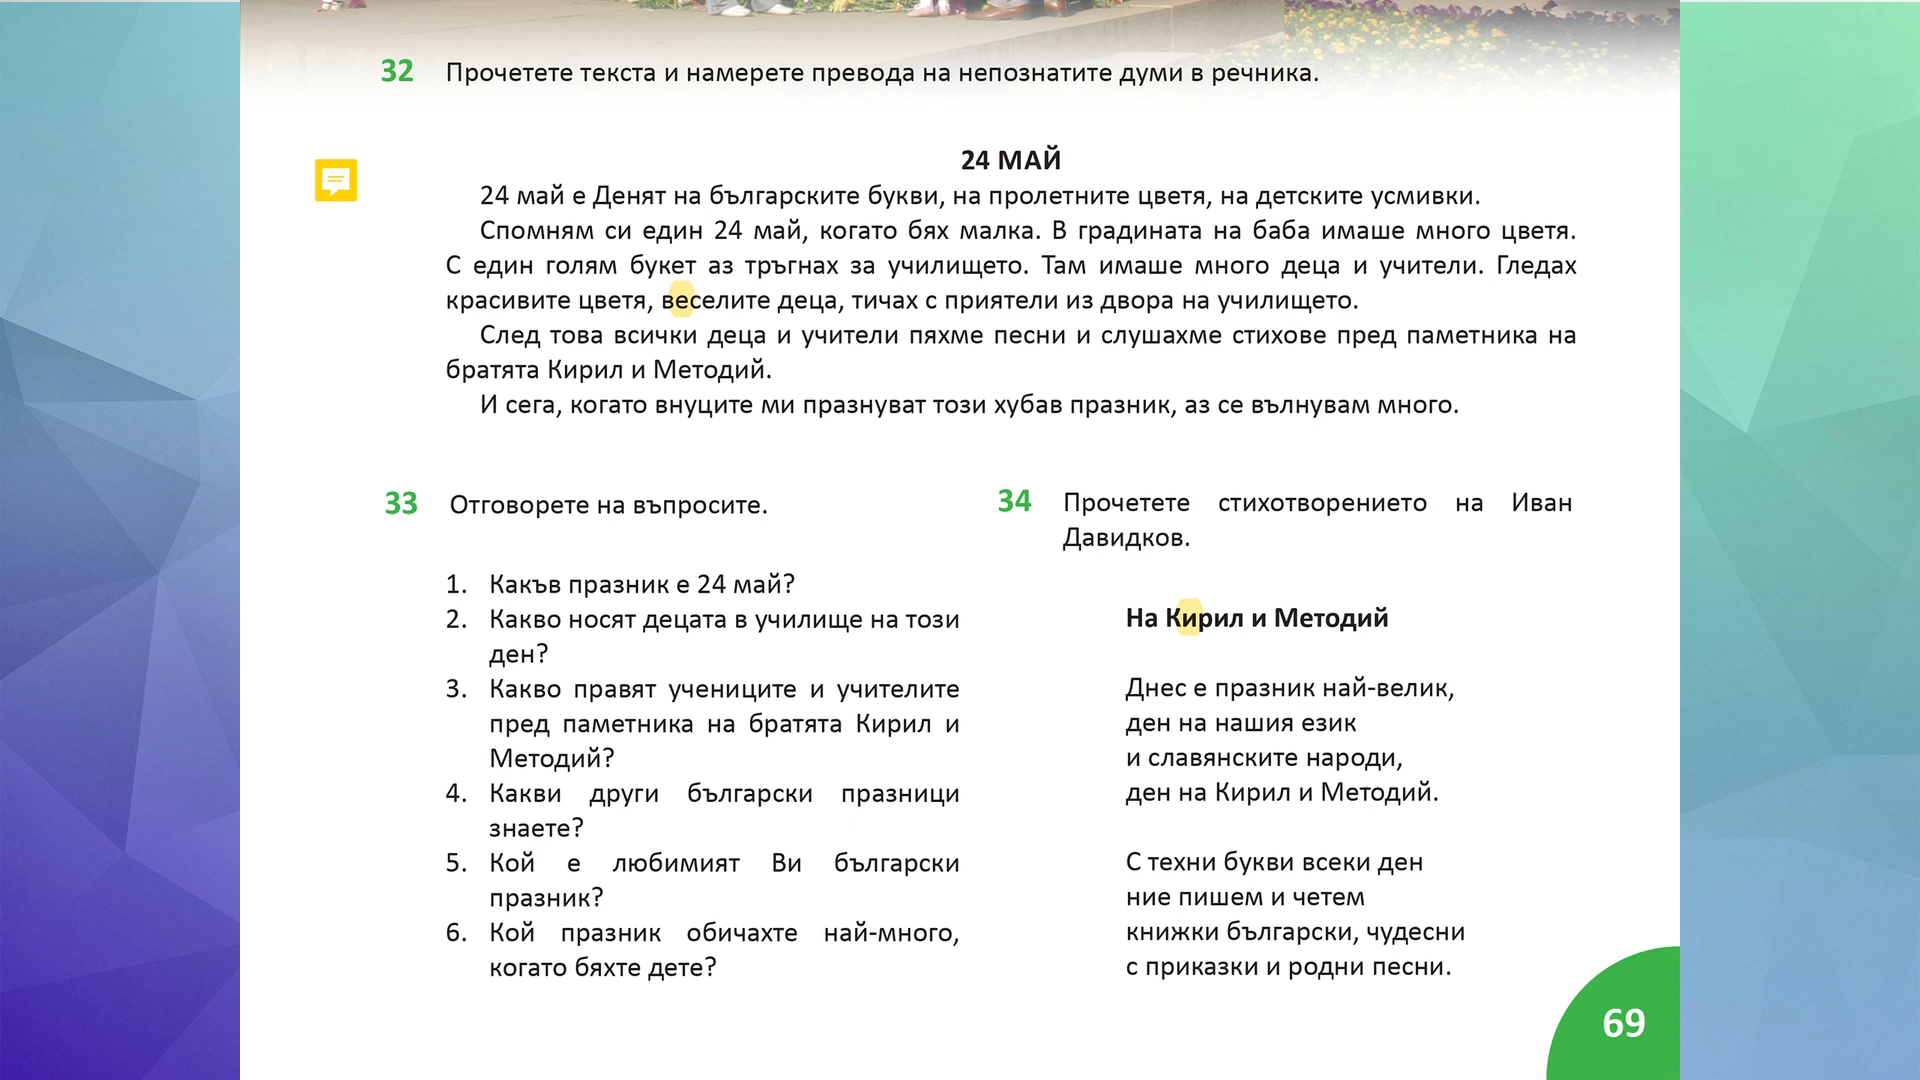 32 Прочетете текста и намерете превода на непознатите думи в речника.
24 МАЙ
24 май е Денят на българските букви, на пролетните цветя, на детските усмивки.
Спомням си един 24 май, когато бях малка. В градината на баба имаше много цветя.
С един голям букет аз тръгнах за училището. Там имаше много деца и учители. Гледах
красивите цветя, веселите деца, тичах с приятели из двора на училището.
След това всички деца и учители пяхме песни и слушахме стихове пред паметника на
братята Кирил и Методий.
И сега, когато внуците ми празнуват този хубав празник, аз се вълнувам много.
33 Отговорете на въпросите.
1. Какъв празник е 24 май?
2. Какво носят децата в училище на този
ден?
3. Какво правят учениците и учителите
пред паметника на братята Кирил и
Методий?
4. Какви други български празници
знаете?
5. Кой е любимият Ви български
празник?
6. Кой празник обичахте най-много,
когато бяхте дете?
34 Прочетете стихотворението на Иван
Давидков.
На Кирил и Методий
Днес е празник най-велик,
ден на нашия език
и славянските народи,
ден на Кирил и Методий.
С техни букви всеки ден
ние пишем и четем
книжки български, чудесни
с приказки и родни песни.
69